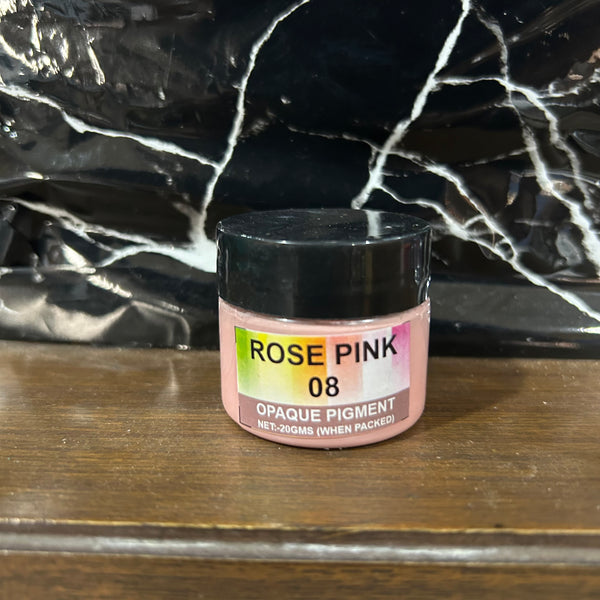 ROSE PINK
08
OPAQUE PIGMENT
NET:-20GMS (WHEN PACKED)